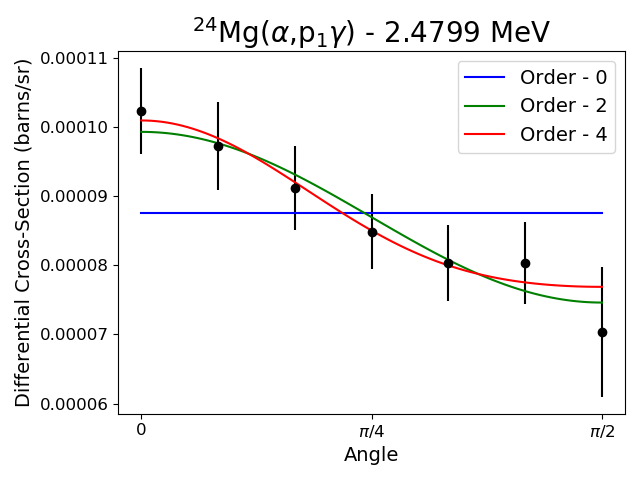 ²⁴Mg(α,p₁γ) - 2.4799 MeV
Differential Cross-Section (barns/sr)
0.00011
0.00010
0.00009
0.00008
0.00007
0.00006
Order - 0
Order - 2
Order - 4
0
π/4
π/2
Angle